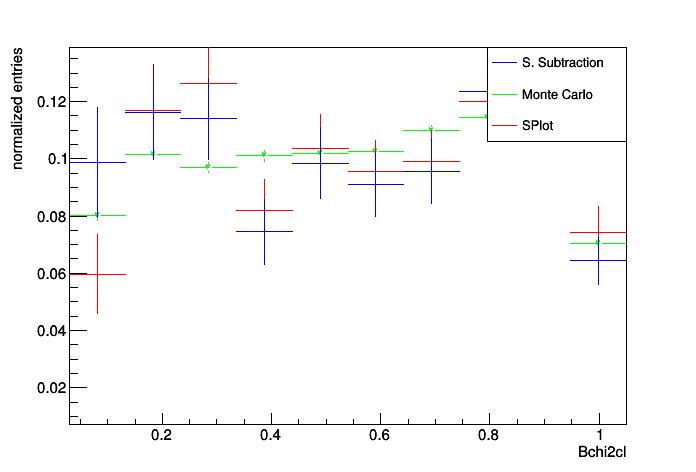 normalized entries
0.12
0.1
0.08
0.06
0.04
0.02
S. Subtraction
Monte Carlo
SPlot
0.2
0.4
0.6
0.8
1
Bchi2cl